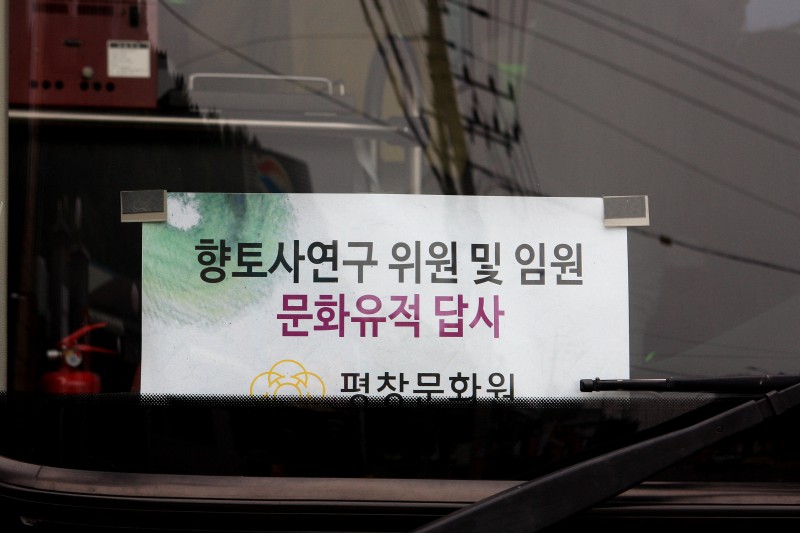 향토사연구 위원 및 임원
문화유적 답사
평창문화원